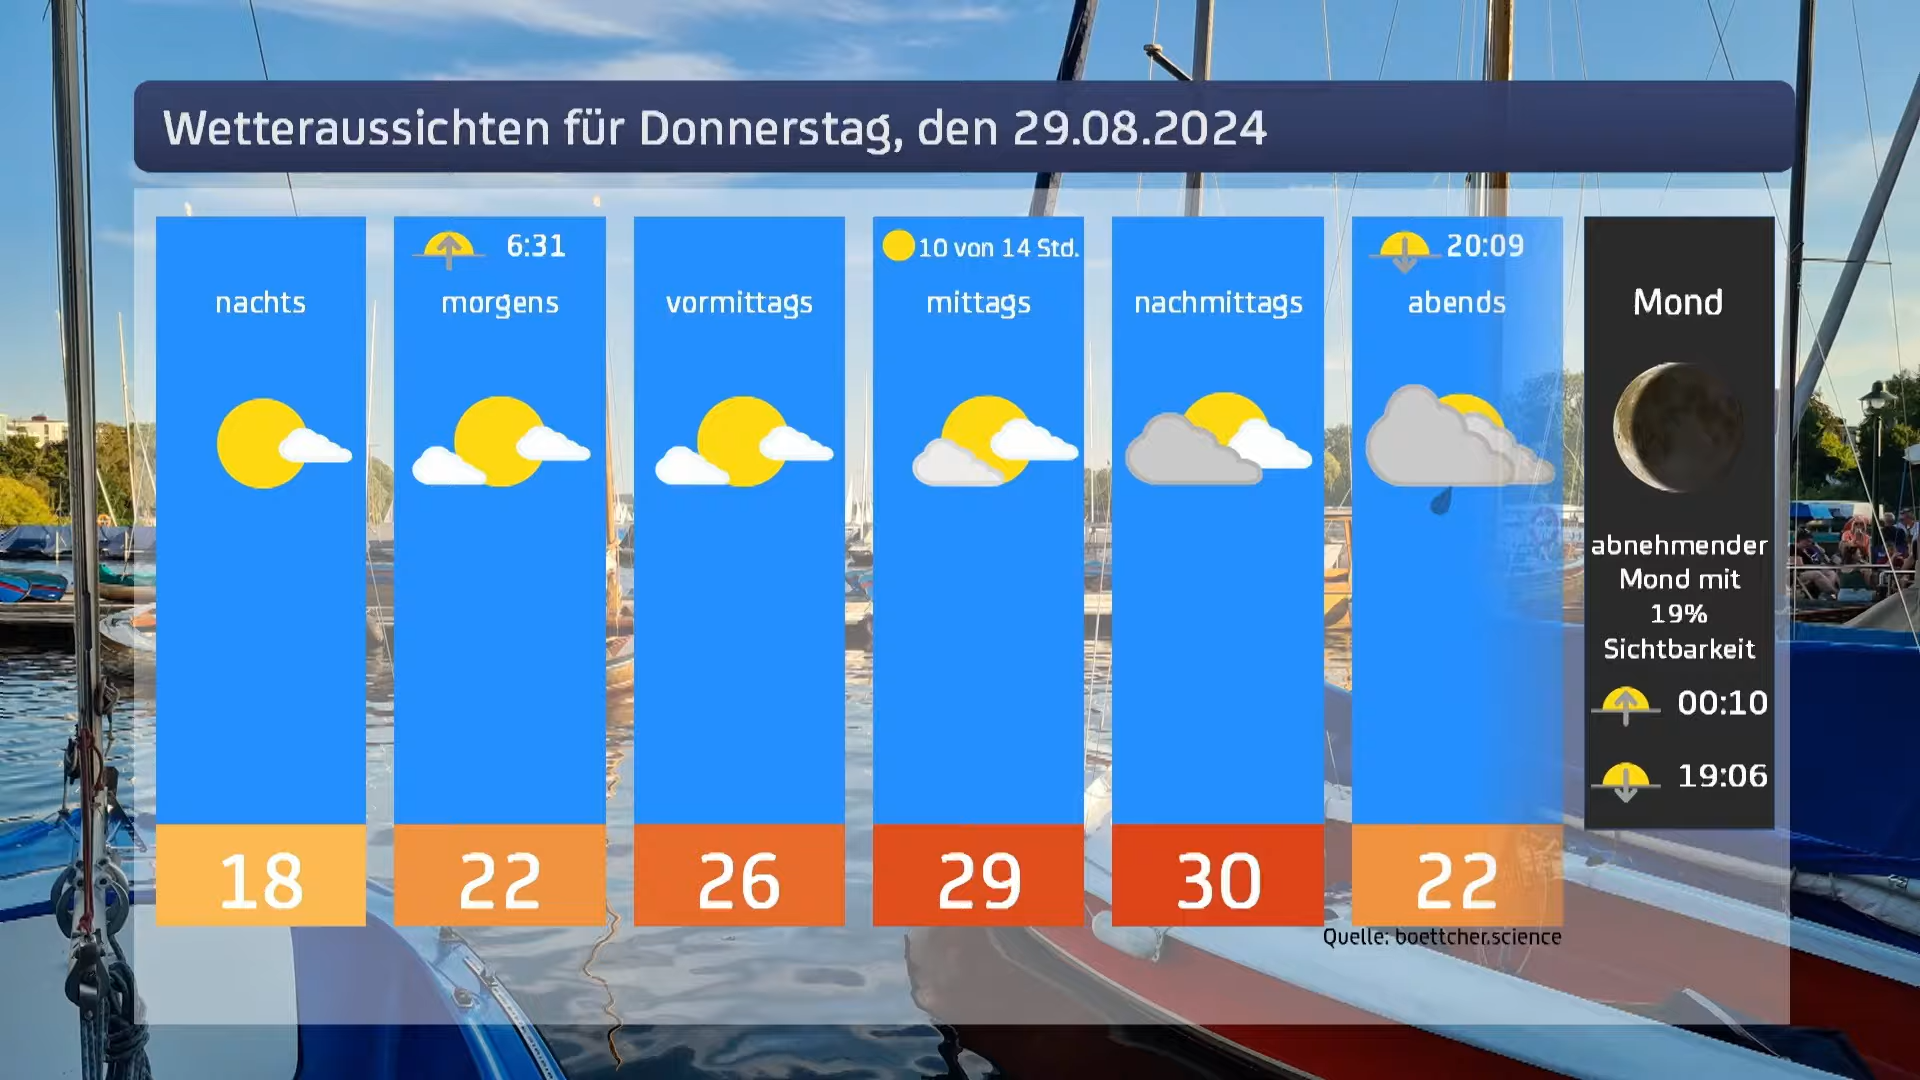 Wetteraussichten für Donnerstag, den 29.08.2024
nachts
18
6:31
morgens
22
vormittags
26
10 von 14 Std.
mittags
29
nachmittags
30
20:09
abends
22
Mond
abnehmender
Mond mit
19%
Sichtbarkeit
00:10
19:06
Quelle: boettcher.science